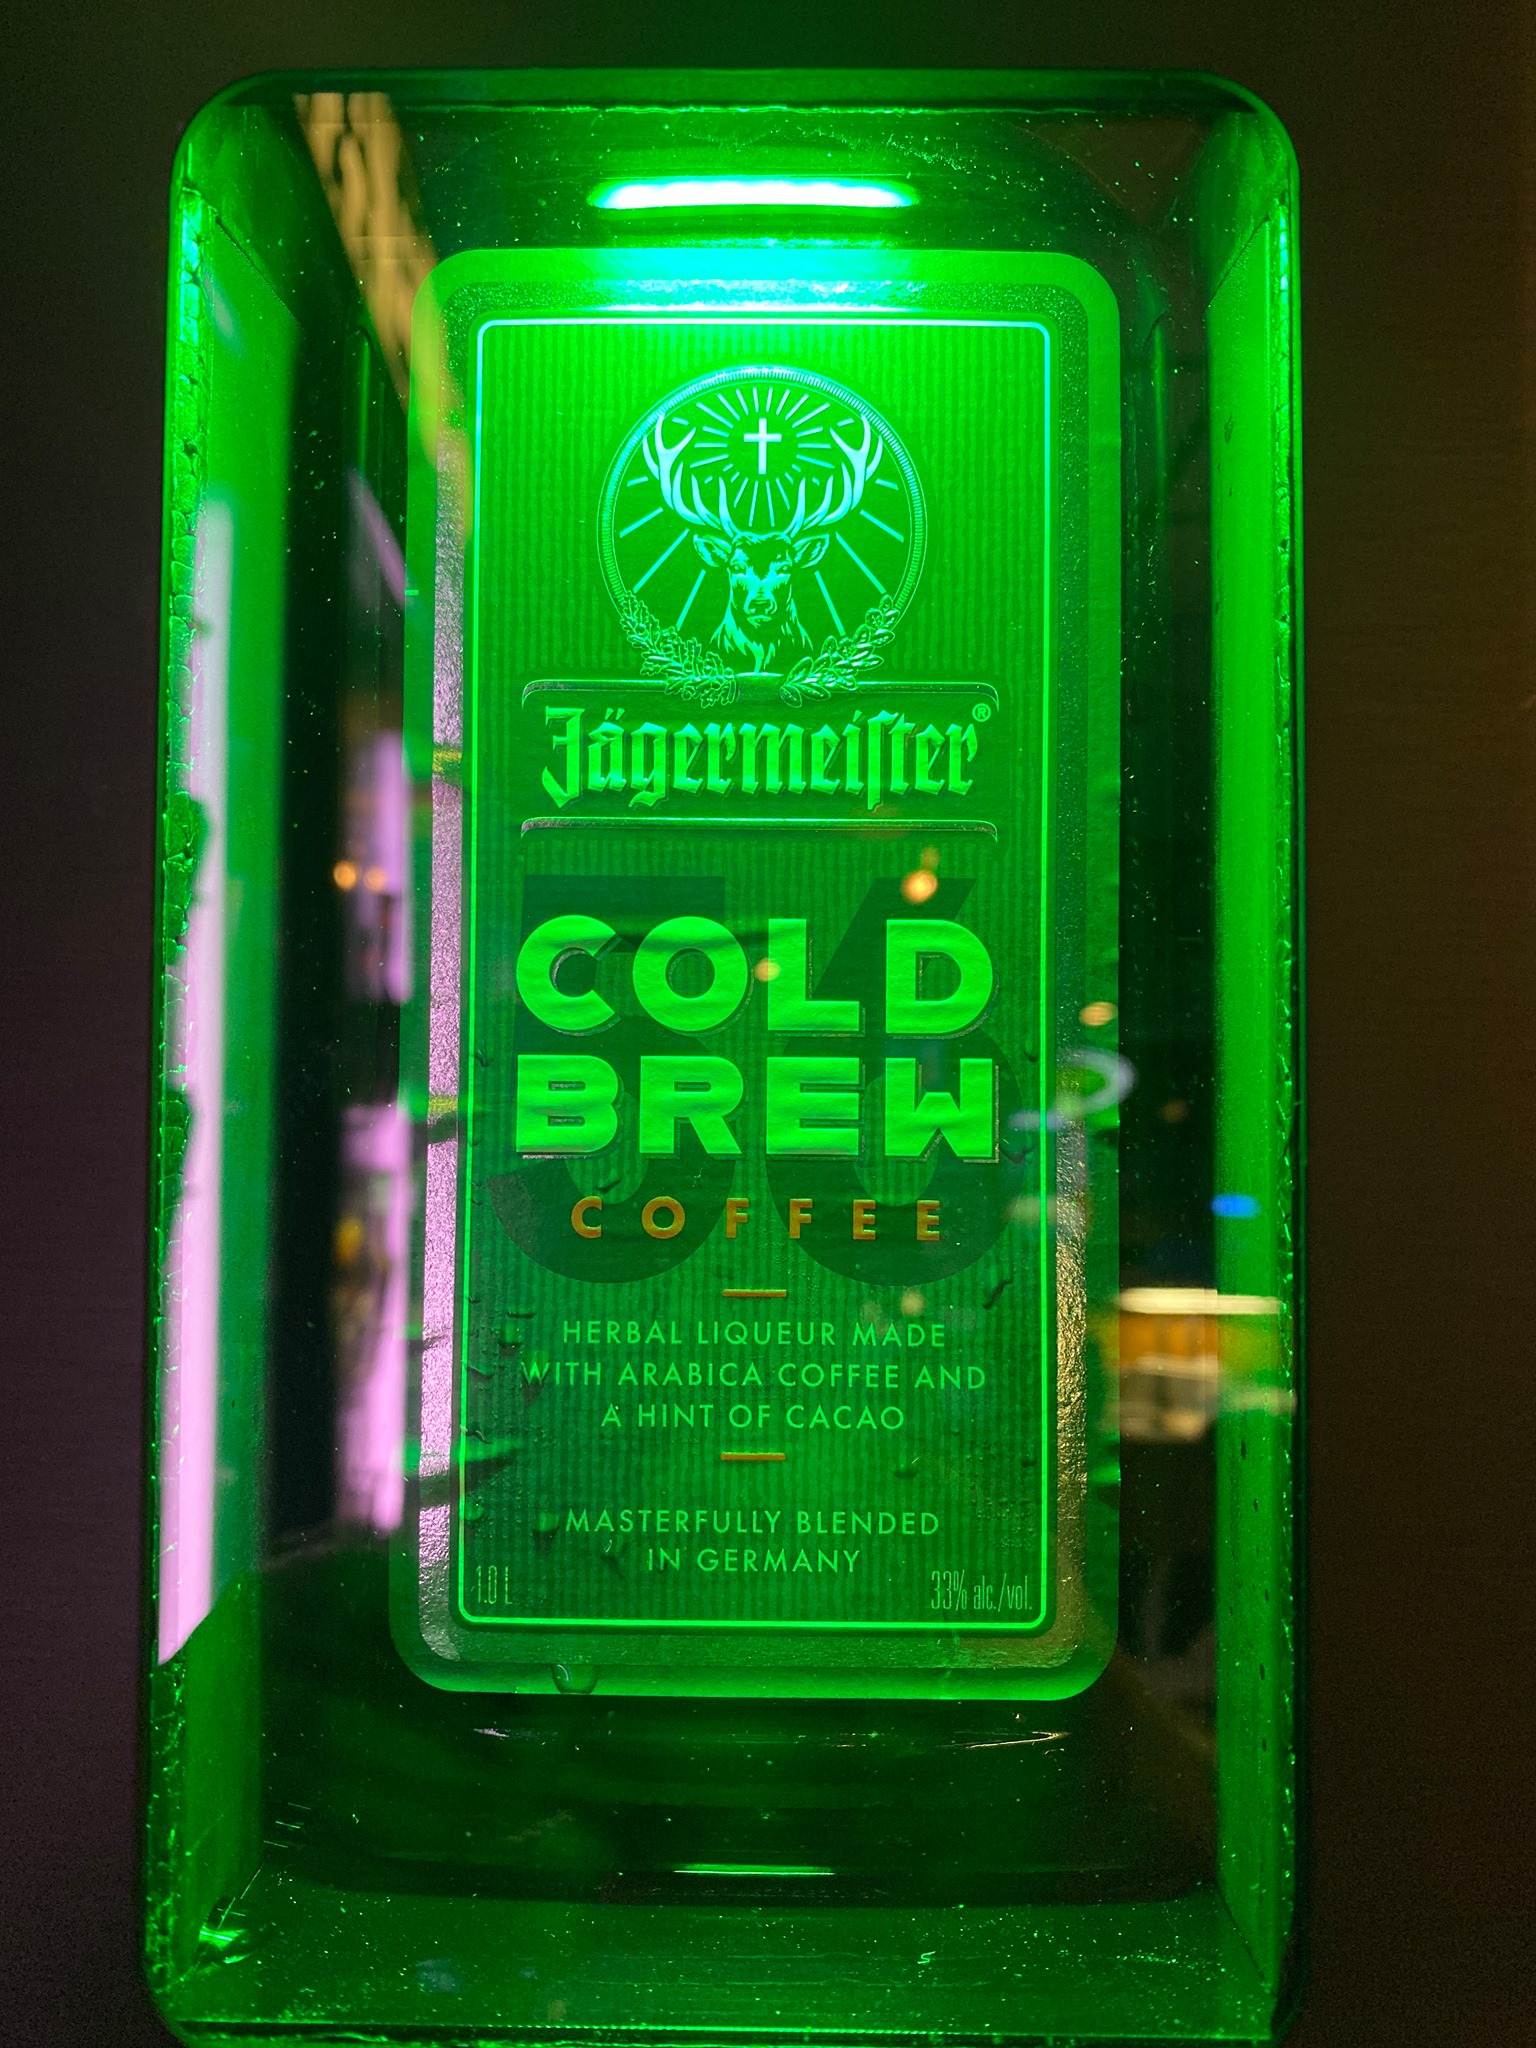 Jägermeiſter®
56
COLD
BREW
COFFEE
HERBAL LIQUEUR MADE
WITH ARABICA COFFEE AND
A HINT OF CACAO
MASTERFULLY BLENDED
IN GERMANY
1.0 L
33% alc./vol.